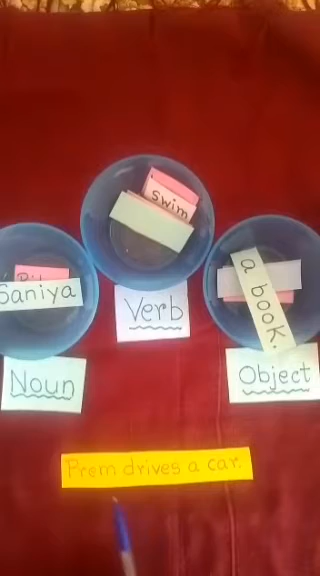 swim
Saniya
a book.
Verb
Noun
Object
Prem drives a car.